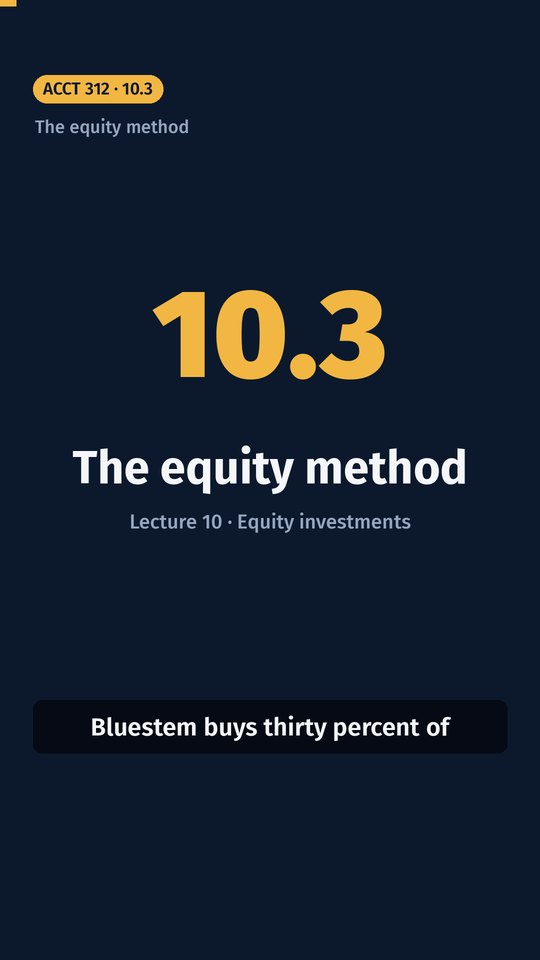 ACCT 312 · 10.3
The equity method
10.3
The equity method
Lecture 10 · Equity investments
Bluestem buys thirty percent of